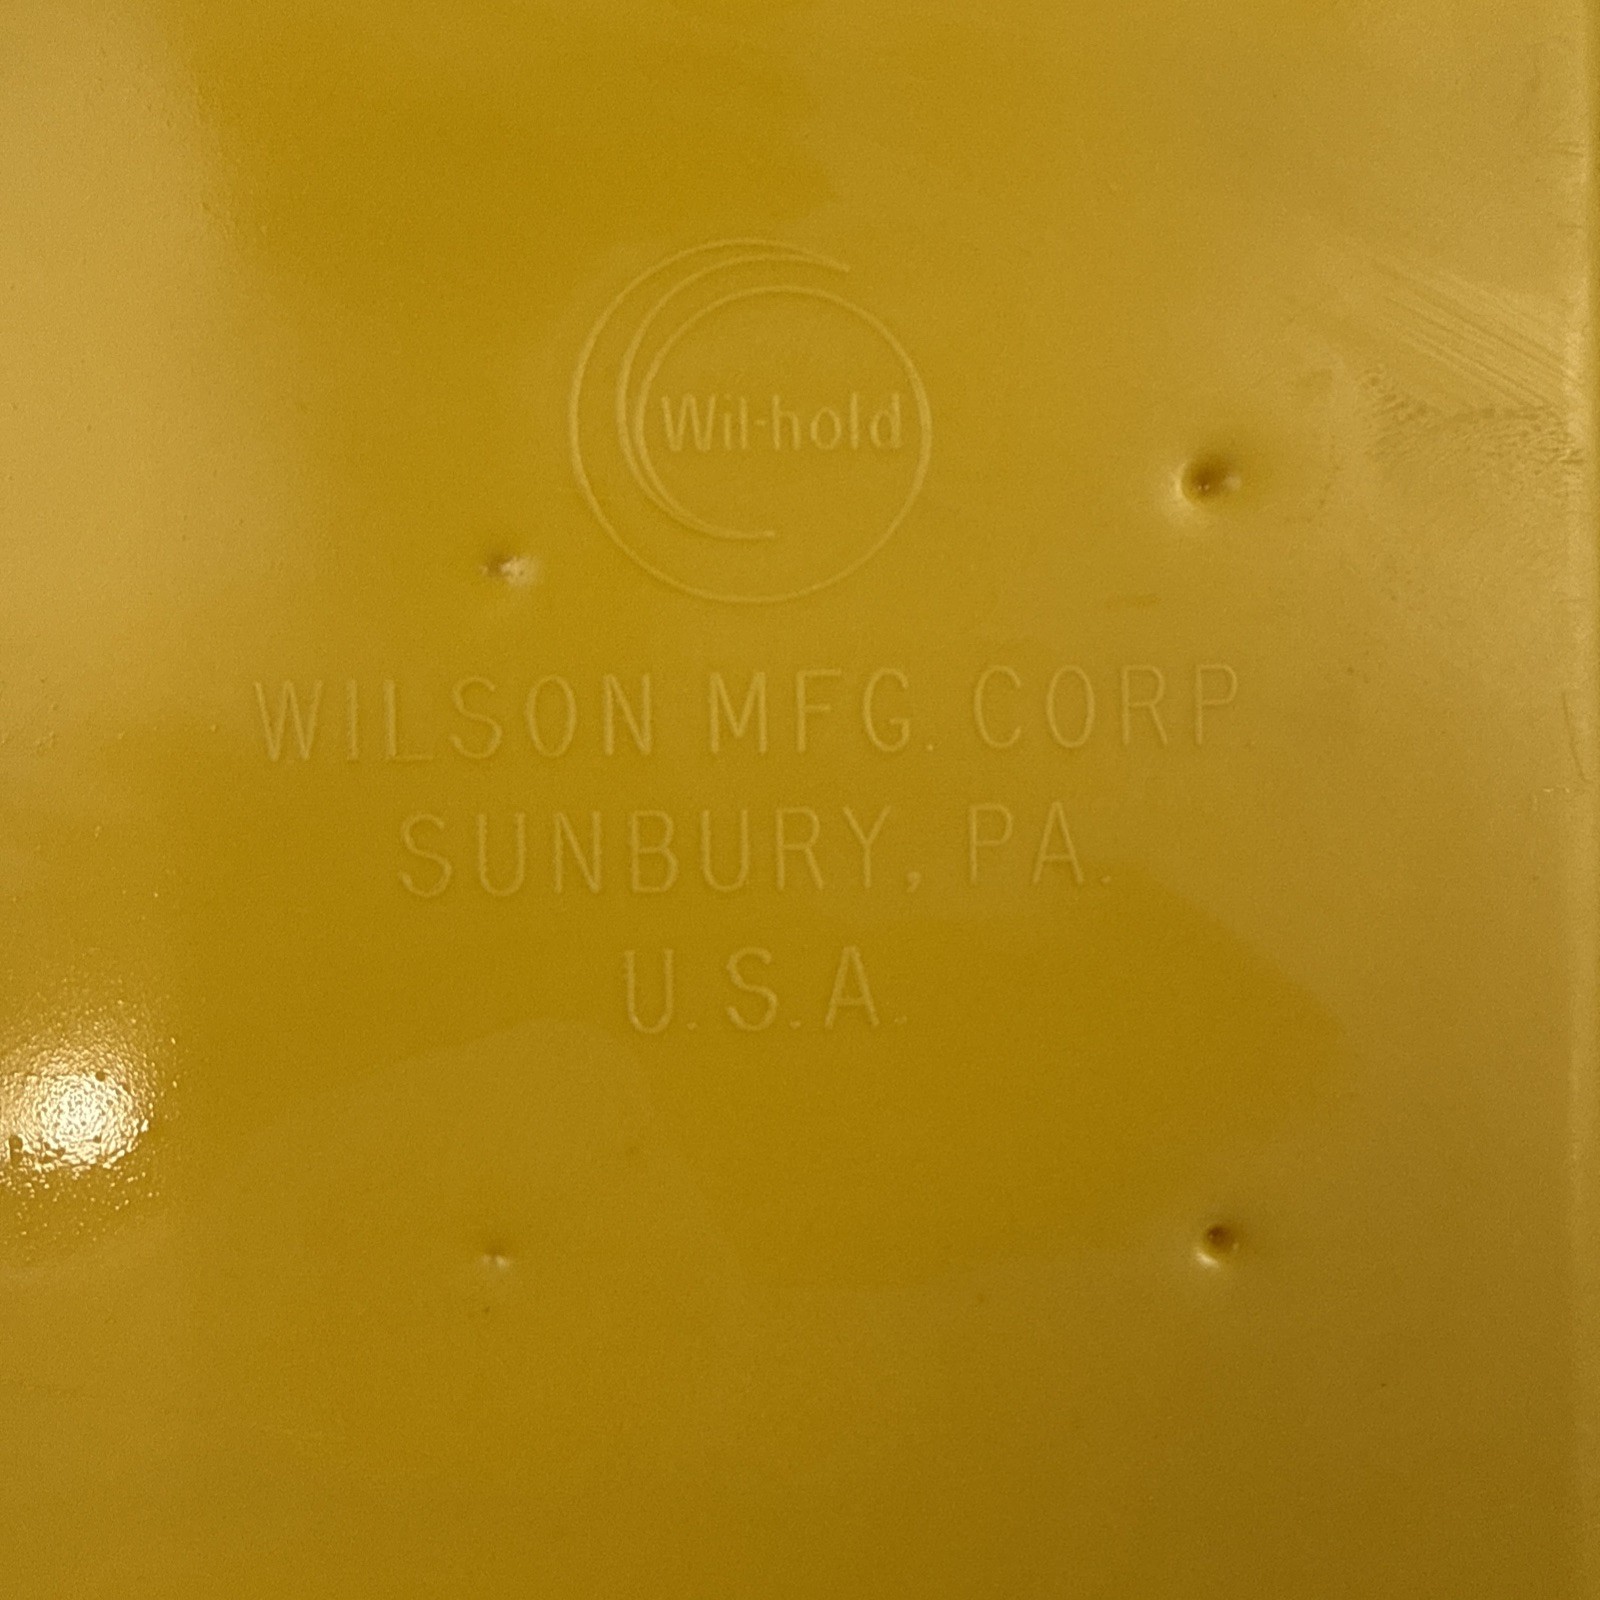 Wil-hold
WILSON MFG. CORP.
SUNBURY, PA.
U.S.A.